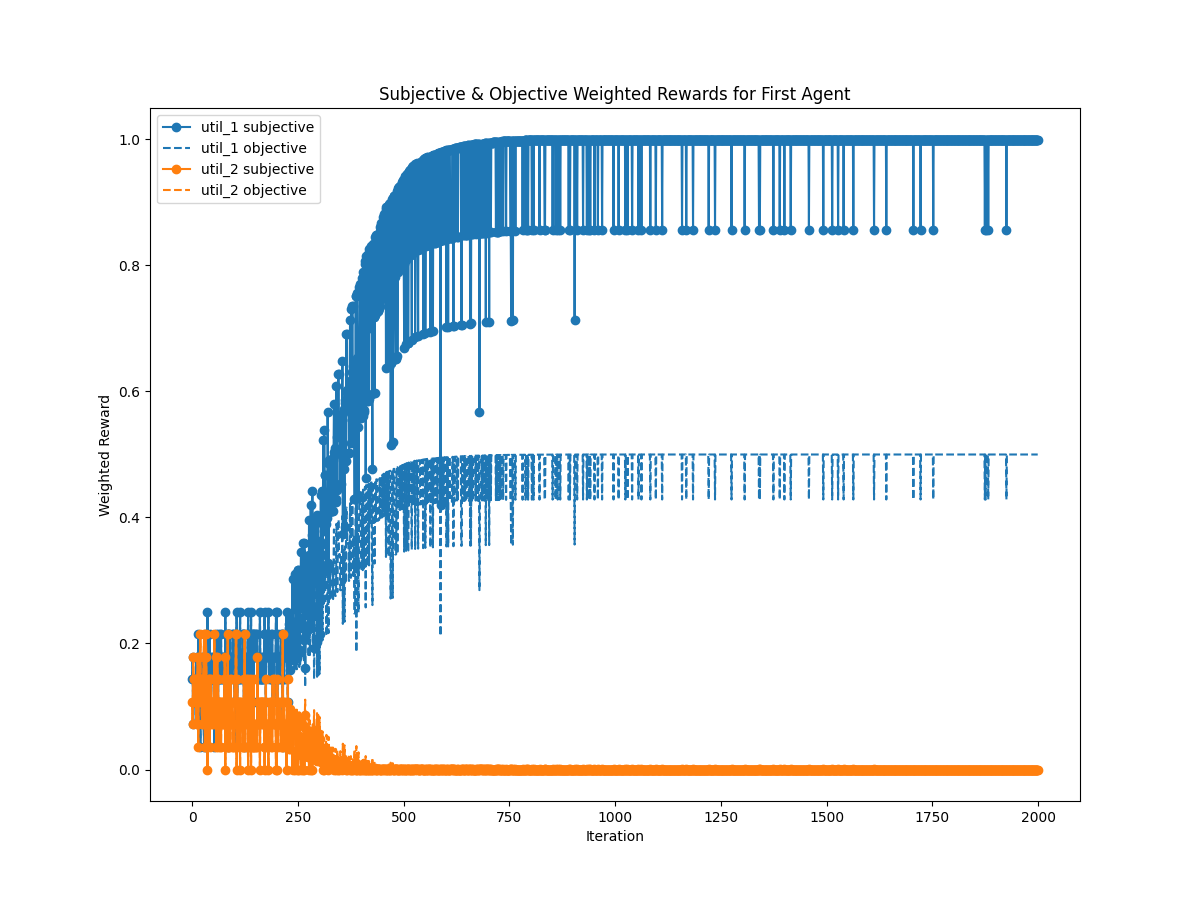 Subjective & Objective Weighted Rewards for First Agent
util_1 subjective
util_1 objective
util_2 subjective
util_2 objective
Weighted Reward
1.0
0.8
0.6
0.4
0.2
0.0
0 250 500 750 1000 1250 1500 1750 2000
Iteration